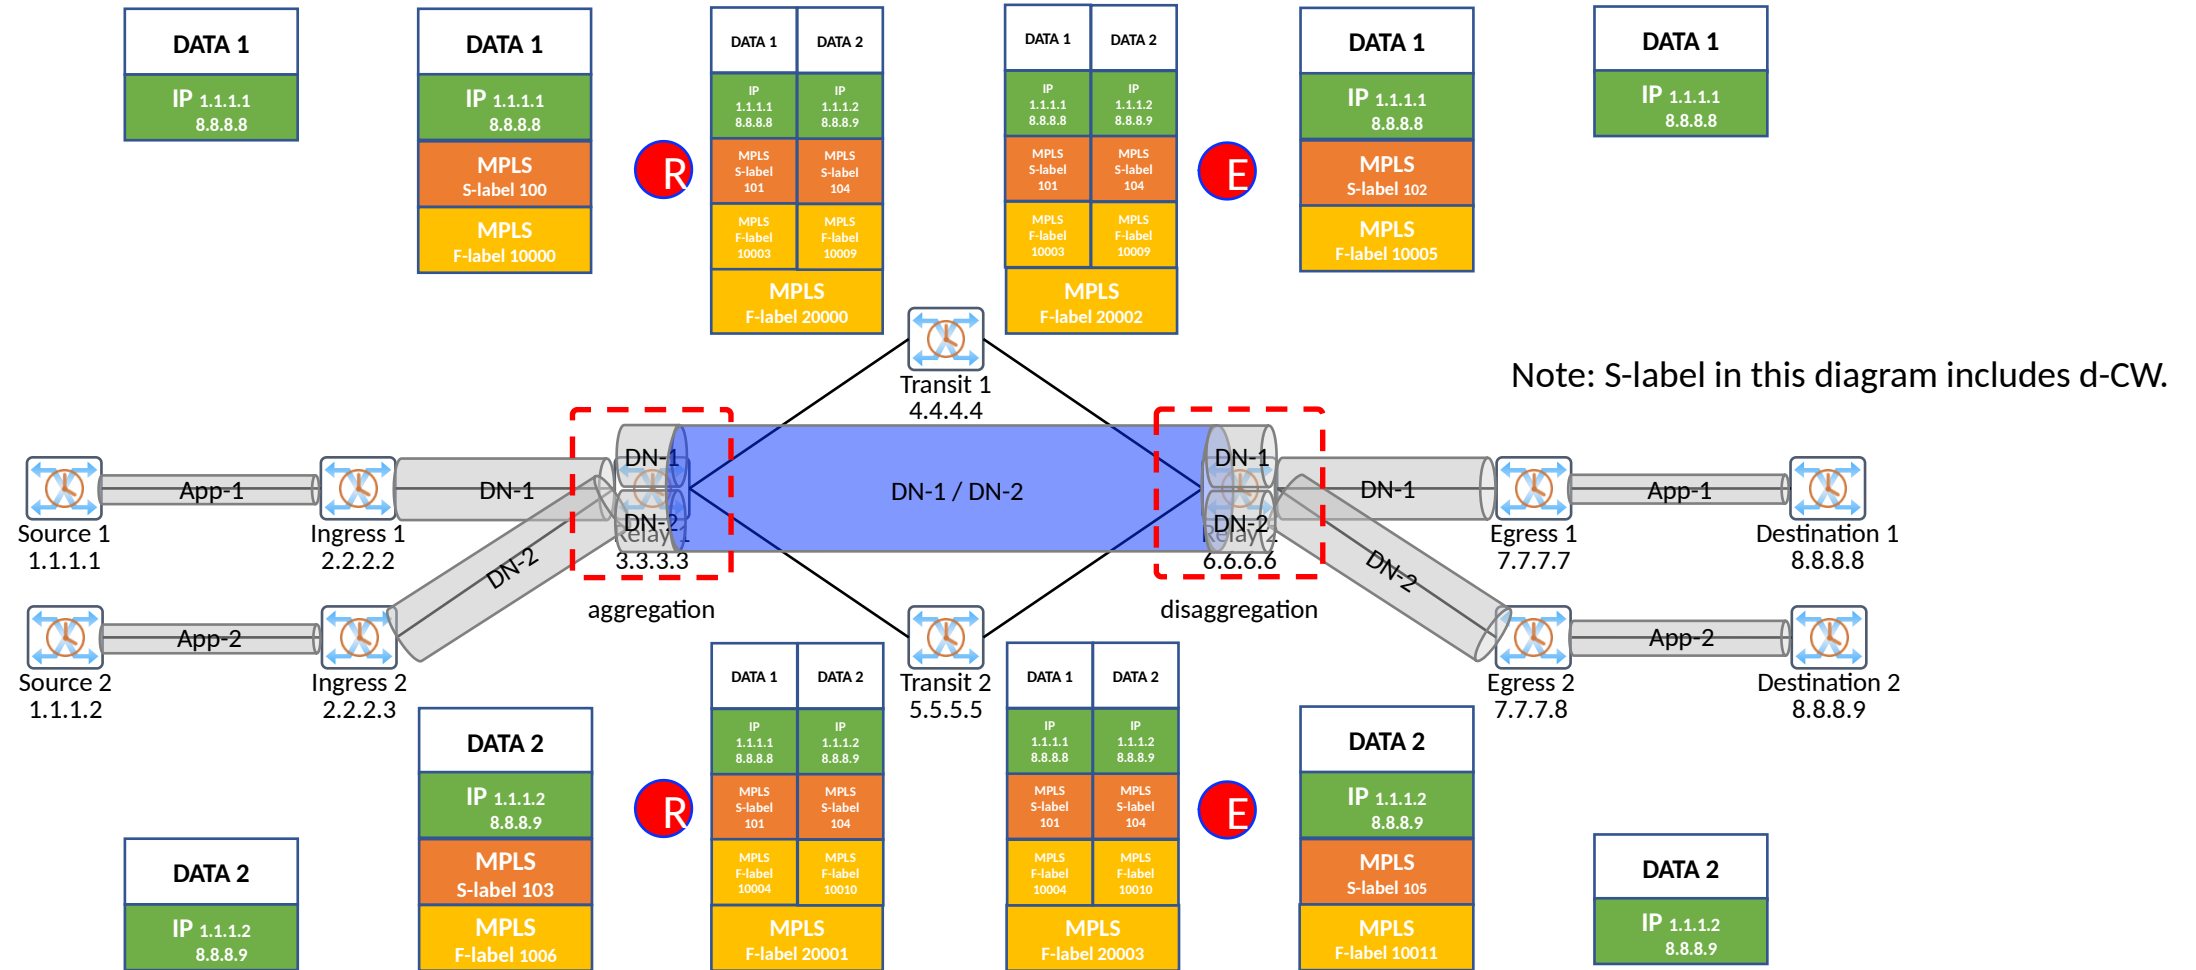 DATA 1
IP 1.1.1.1
8.8.8.8
DATA 1
IP 1.1.1.1
8.8.8.8
MPLS
S-label 100
MPLS
F-label 10000
R
DATA 1
DATA 2
IP
1.1.1.1
8.8.8.8
IP
1.1.1.2
8.8.8.9
MPLS
S-label
101
MPLS
S-label
104
MPLS
F-label
10003
MPLS
F-label
10009
MPLS
F-label 20000
DATA 1
DATA 2
IP
1.1.1.1
8.8.8.8
IP
1.1.1.2
8.8.8.9
MPLS
S-label
101
MPLS
S-label
104
MPLS
F-label
10003
MPLS
F-label
10009
MPLS
F-label 20002
E
DATA 1
IP 1.1.1.1
8.8.8.8
MPLS
S-label 102
MPLS
F-label 10005
DATA 1
IP 1.1.1.1
8.8.8.8
Note: S-label in this diagram includes d-CW.
Transit 1
4.4.4.4
App-1
DN-1
DN-1
DN-1 / DN-2
DN-1
DN-1
App-1
Source 1
1.1.1.1
Ingress 1
2.2.2.2
DN-2
DN-2
Relay 1
3.3.3.3
DN-2
Relay 2
6.6.6.6
DN-2
Egress 1
7.7.7.7
Destination 1
8.8.8.8
aggregation
disaggregation
App-2
App-2
Source 2
1.1.1.2
Ingress 2
2.2.2.3
Transit 2
5.5.5.5
Egress 2
7.7.7.8
Destination 2
8.8.8.9
DATA 2
IP 1.1.1.2
8.8.8.9
DATA 2
IP 1.1.1.2
8.8.8.9
MPLS
S-label 103
MPLS
F-label 1006
R
DATA 1
DATA 2
IP
1.1.1.1
8.8.8.8
IP
1.1.1.2
8.8.8.9
MPLS
S-label
101
MPLS
S-label
104
MPLS
F-label
10004
MPLS
F-label
10010
MPLS
F-label 20001
DATA 1
DATA 2
IP
1.1.1.1
8.8.8.8
IP
1.1.1.2
8.8.8.9
MPLS
S-label
101
MPLS
S-label
104
MPLS
F-label
10004
MPLS
F-label
10010
MPLS
F-label 20003
E
DATA 2
IP 1.1.1.2
8.8.8.9
MPLS
S-label 105
MPLS
F-label 10011
DATA 2
IP 1.1.1.2
8.8.8.9